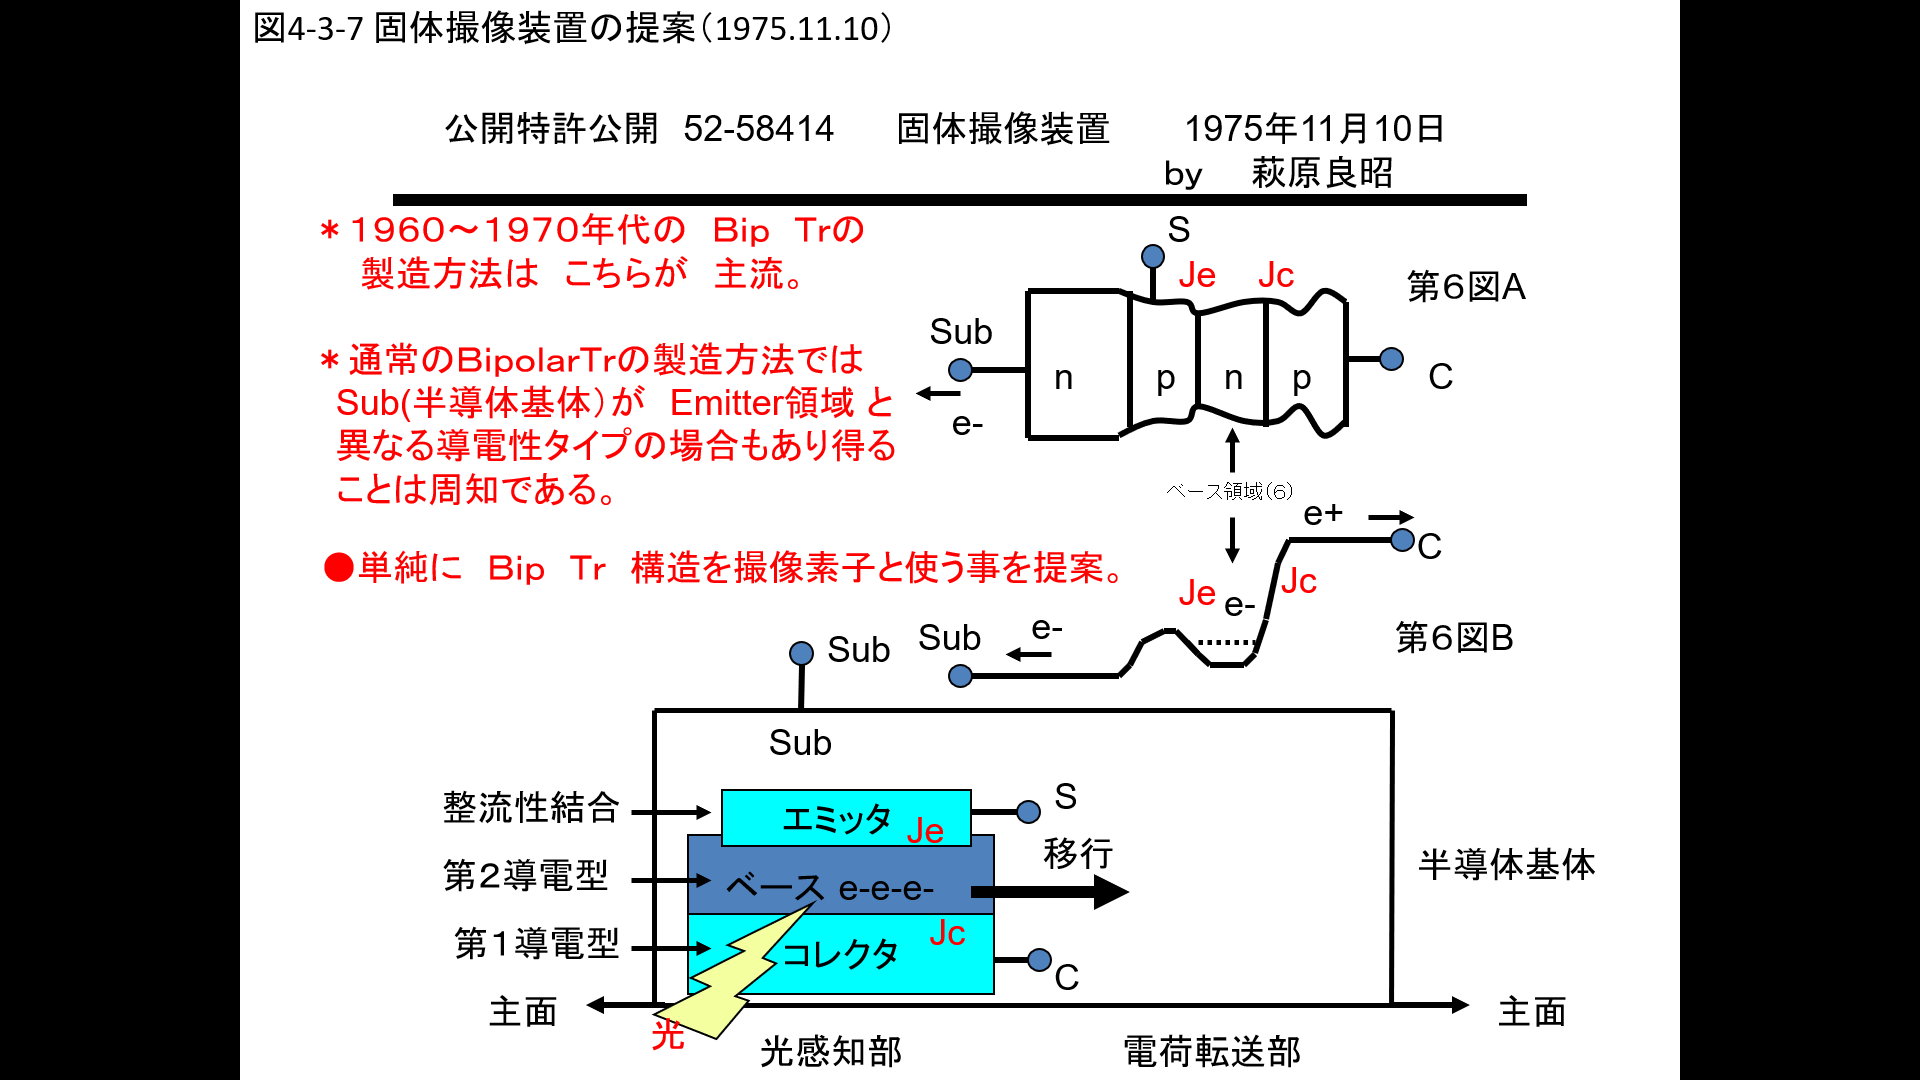 図4-3-7 固体撮像装置の提案（1975.11.10）
公開特許公開 52-58414 固体撮像装置 1975年11月10日
by 萩原良昭
＊１９６０～１９７０年代の Ｂｉｐ Ｔｒの
製造方法は こちらが 主流。
＊通常のＢｉｐｏｌａｒＴｒの製造方法では
Sub(半導体基体）が Emitter領域 と
異なる導電性タイプの場合もあり得る
ことは周知である。
●単純に Ｂｉｐ Ｔｒ 構造を撮像素子と使う事を提案。
S
Je Jc
第６図A
Sub
n p n p
C
e-
ベース領域（６）
e+
C
Je e- Jc
Sub e-
第６図B
Sub
Sub
整流性結合
エミッタ Je
S
移行
第２導電型
ベース e-e-e-
半導体基体
第１導電型
コレクタ Jc
C
主面
主面
光
光感知部
電荷転送部